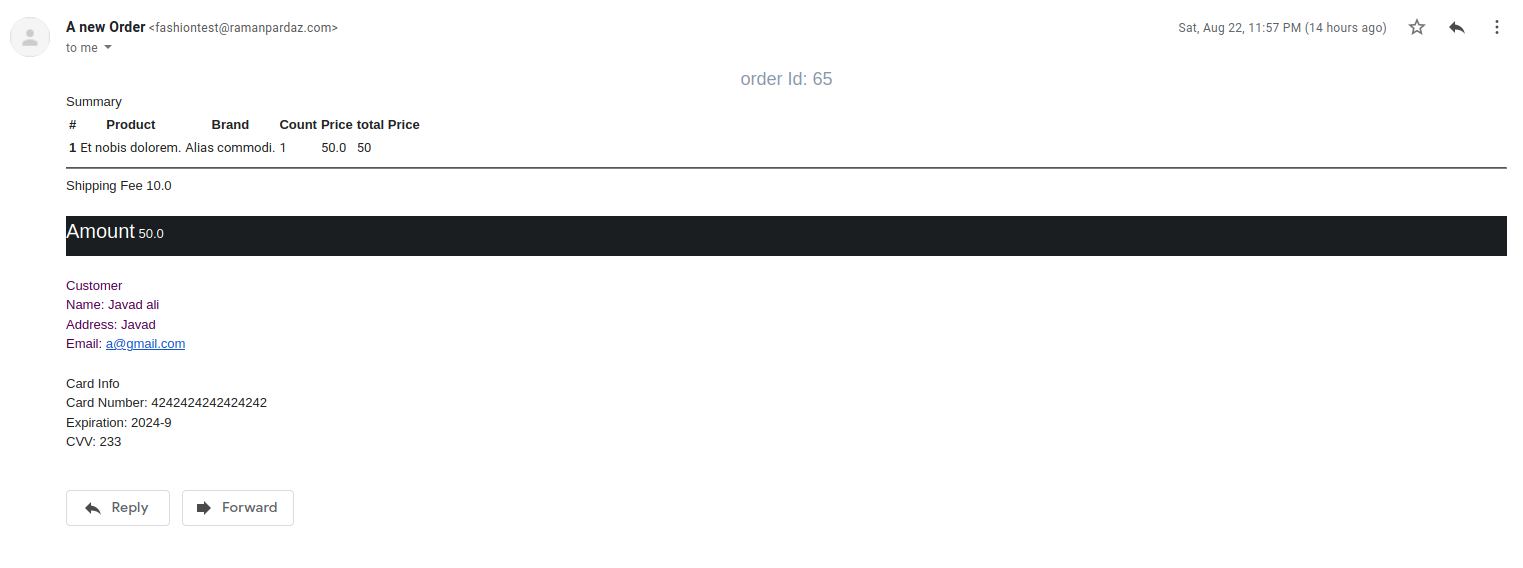 A new Order <fashiontest@ramanpardaz.com> Sat, Aug 22, 11:57 PM (14 hours ago)
to me
order Id: 65
Summary
# Product Brand Count Price total Price
1 Et nobis dolorem. Alias commodi. 1 50.0 50
Shipping Fee 10.0
Amount 50.0
Customer
Name: Javad ali
Address: Javad
Email: a@gmail.com
Card Info
Card Number: 4242424242424242
Expiration: 2024-9
CVV: 233
Reply Forward